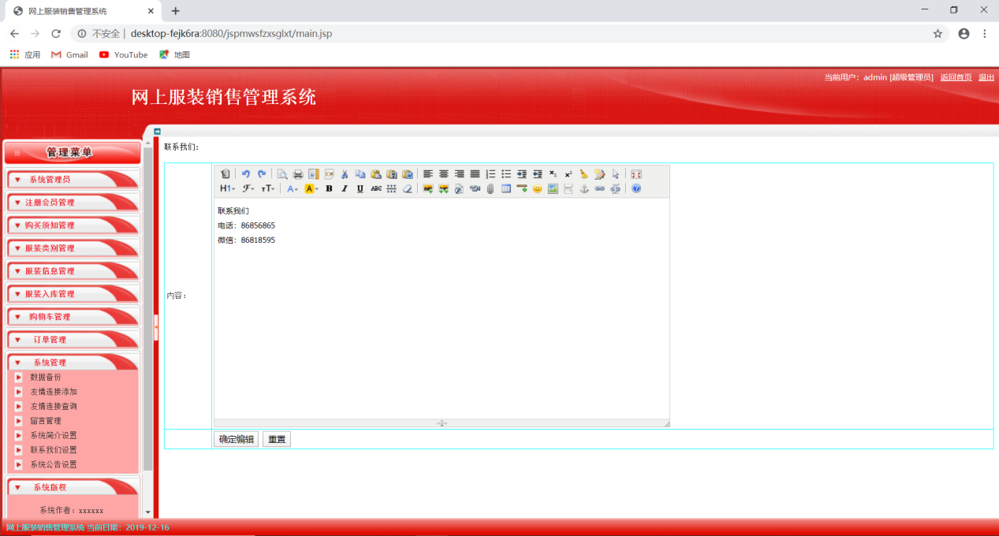 网上服装销售管理系统
不安全 | desktop-fejk6ra:8080/jspmwsfzxsglxt/main.jsp
应用 Gmail YouTube 地图
当前用户：admin [超级管理员] 返回首页 退出
网上服装销售管理系统
管理菜单
系统管理员
注册会员管理
购买须知管理
服装类别管理
服装信息管理
服装入库管理
购物车管理
订单管理
系统管理
数据备份
友情连接添加
友情连接查询
留言管理
系统简介设置
联系我们设置
系统公告设置
系统版权
系统作者：xxxxxx
联系我们：
H1 F тT A A B I U ABC
内容：
联系我们
电话：86856865
微信：86818595
确定编辑 重置
网上服装销售管理系统 当前日期：2019-12-16